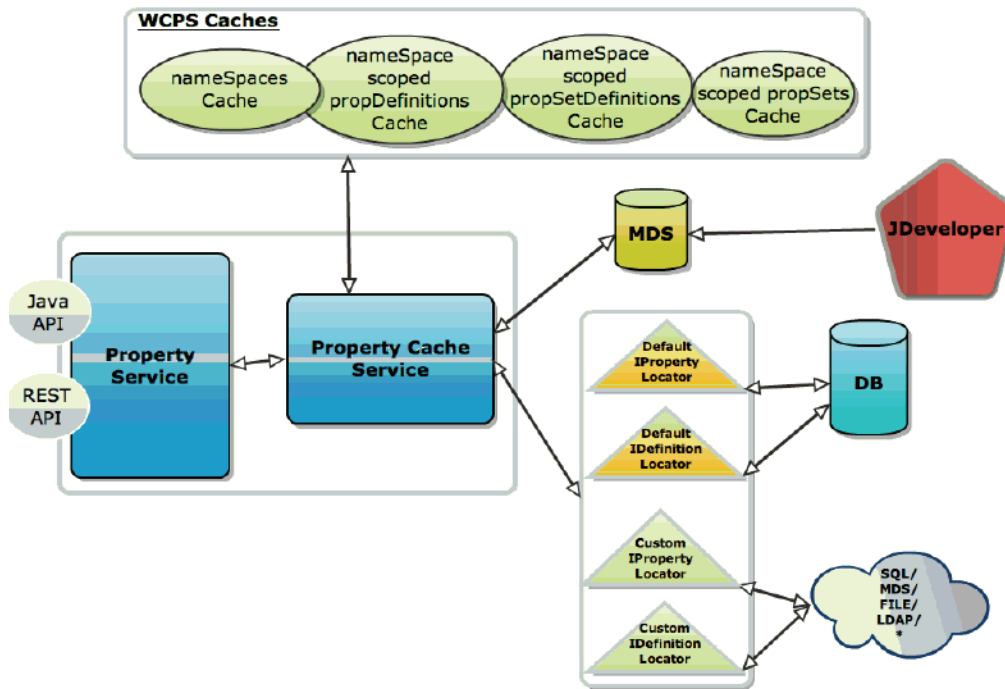 WCPS Caches
nameSpaces
Cache
nameSpace
scoped
propDefinitions
Cache
nameSpace
scoped
propSetDefinitions
Cache
nameSpace
scoped propSets
Cache
MDS
JDeveloper
Java
API
REST
API
Property
Service
Property Cache
Service
Default
IProperty
Locator
Default
IDefinition
Locator
Custom
IProperty
Locator
Custom
IDefinition
Locator
DB
SQL/
MDS/
FILE/
LDAP/
*